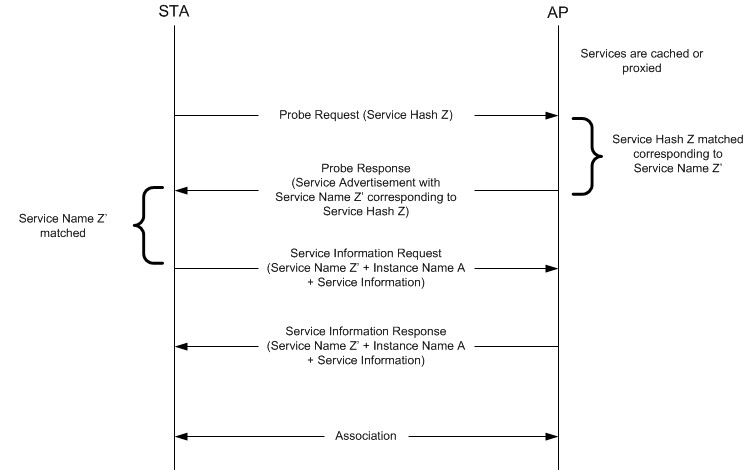 STA
AP
Services are cached or
proxied
Probe Request (Service Hash Z)
Service Hash Z matched
corresponding to
Service Name Z'
Probe Response
(Service Advertisement with
Service Name Z' corresponding to
Service Hash Z)
Service Name Z'
matched
Service Information Request
(Service Name Z' + Instance Name A
+ Service Information)
Service Information Response
(Service Name Z' + Instance Name A
+ Service Information)
Association